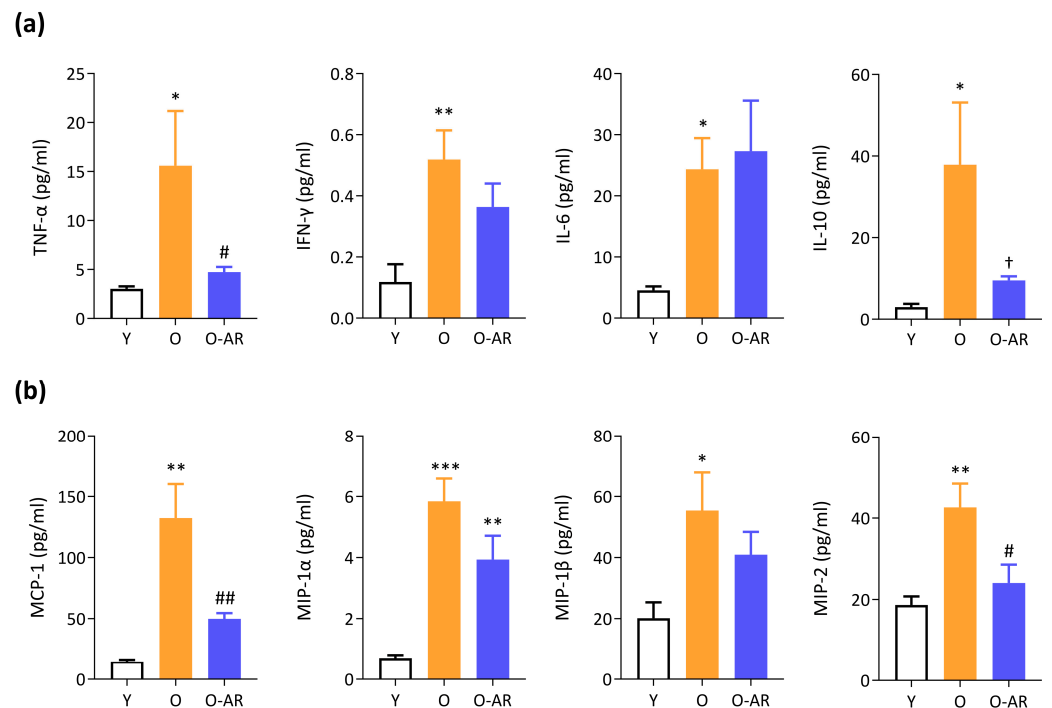 (a)
TNF-α (pg/ml)
25
20
15
10
5
0
*
#
Y O O-AR
IFN-γ (pg/ml)
0.8
0.6
0.4
0.2
0.0
**
Y O O-AR
IL-6 (pg/ml)
40
30
20
10
0
*
Y O O-AR
IL-10 (pg/ml)
60
40
20
0
*
†
Y O O-AR
(b)
MCP-1 (pg/ml)
200
150
100
50
0
**
##
Y O O-AR
MIP-1α (pg/ml)
8
6
4
2
0
***
**
Y O O-AR
MIP-1β (pg/ml)
80
60
40
20
0
*
Y O O-AR
MIP-2 (pg/ml)
60
40
20
0
**
#
Y O O-AR